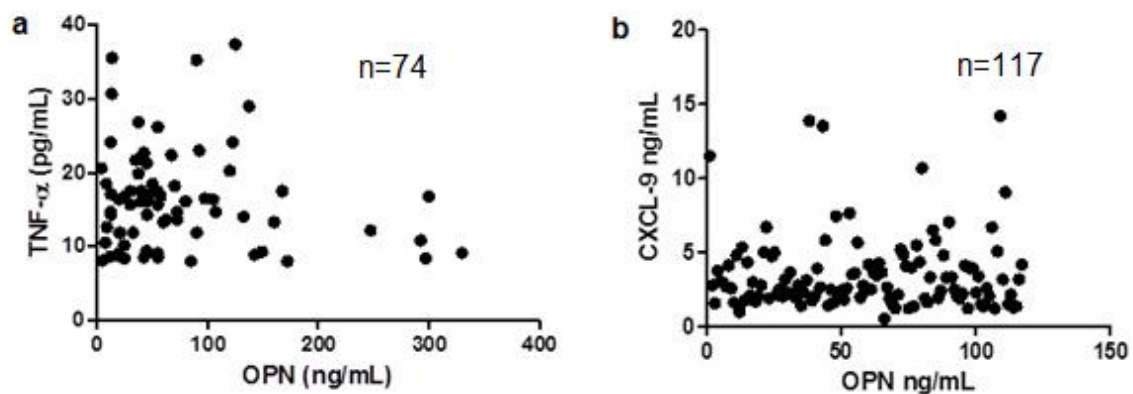 a
n=74
TNF-α (pg/mL)
40
30
20
10
0
0 100 200 300 400
OPN (ng/mL)
b
n=117
CXCL-9 ng/mL
20
15
10
5
0
0 50 100 150
OPN ng/mL